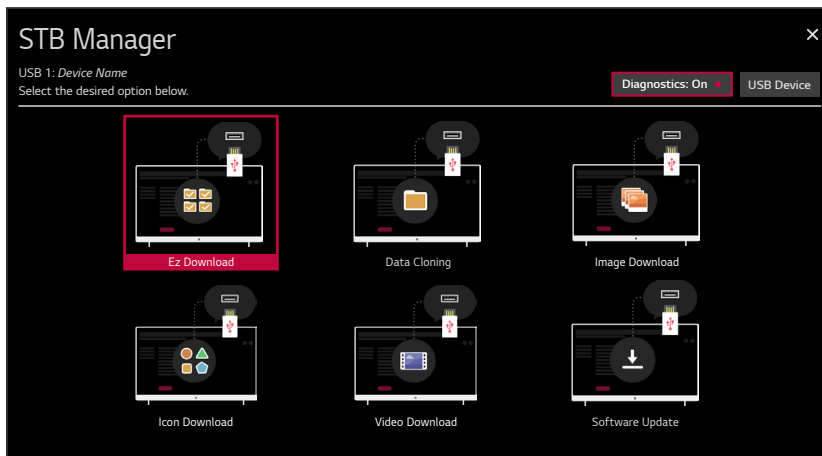 STB Manager
USB 1: Device Name
Select the desired option below.
Diagnostics: On
USB Device
Ez Download
Data Cloning
Image Download
Icon Download
Video Download
Software Update